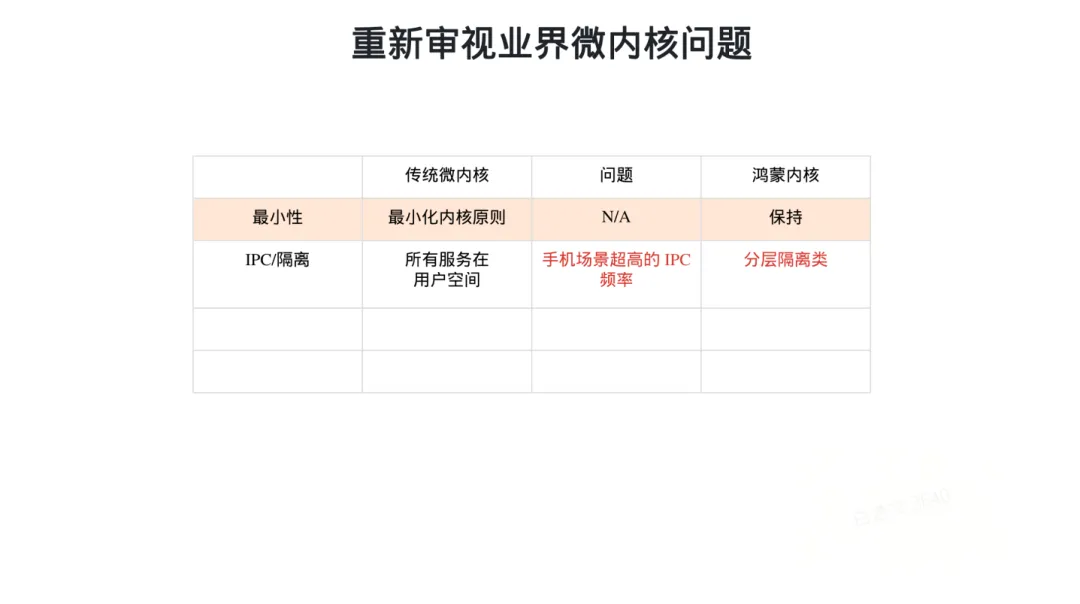 重新审视业界微内核问题
传统微内核 问题 鸿蒙内核
最小性 最小化内核原则 N/A 保持
IPC/隔离 所有服务在 手机场景超高的 IPC 分层隔离类
用户空间 频率